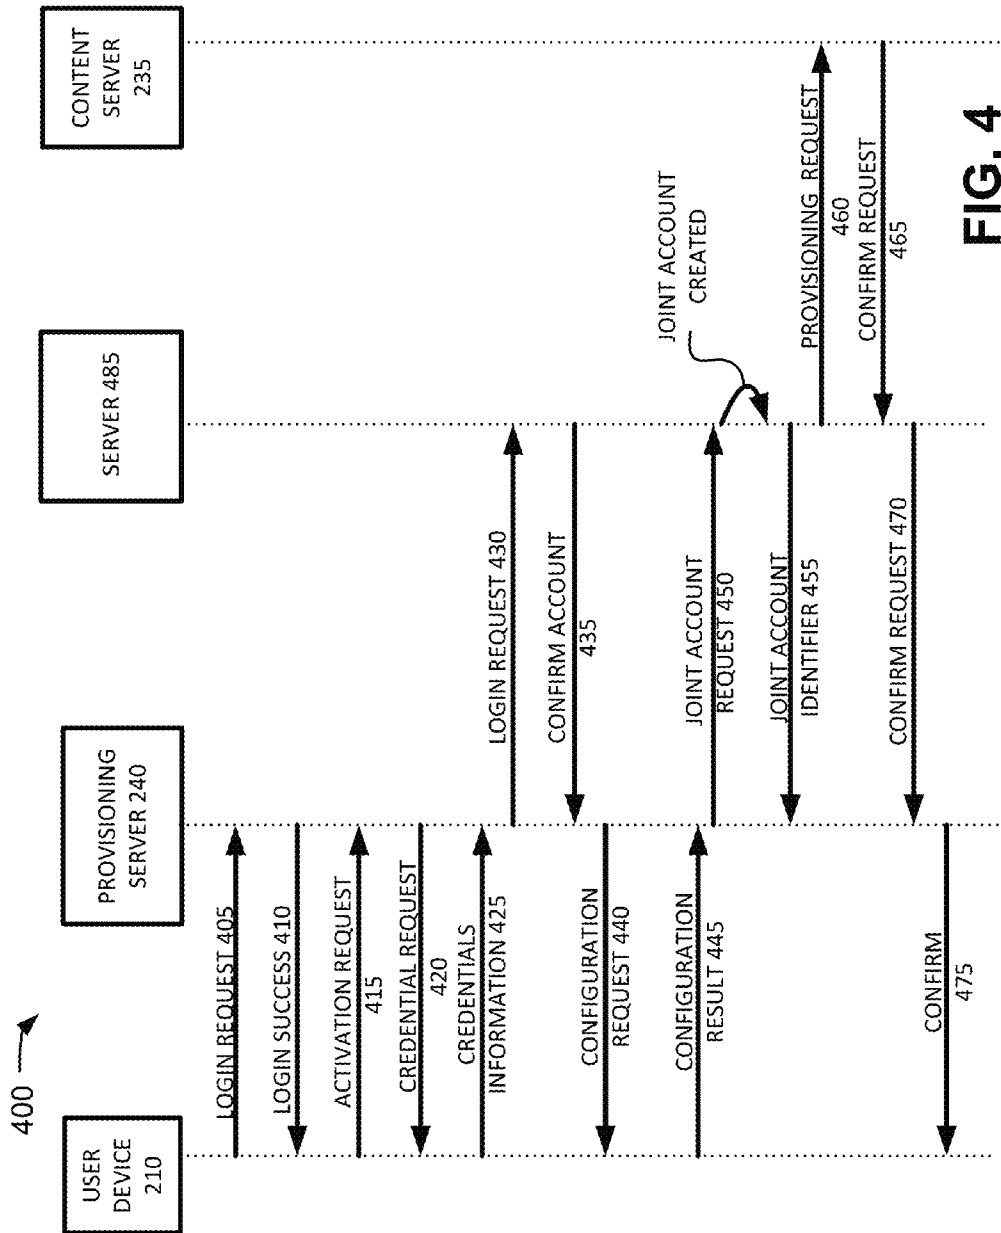 400
USER
DEVICE
210
PROVISIONING
SERVER 240
SERVER 485
CONTENT
SERVER
235
LOGIN REQUEST 405
LOGIN SUCCESS 410
ACTIVATION REQUEST
415
CREDENTIAL REQUEST
420
CREDENTIALS
INFORMATION 425
LOGIN REQUEST 430
CONFIRM ACCOUNT
435
CONFIGURATION
REQUEST 440
CONFIGURATION
RESULT 445
JOINT ACCOUNT
REQUEST 450
JOINT ACCOUNT
CREATED
JOINT ACCOUNT
IDENTIFIER 455
PROVISIONING REQUEST
460
CONFIRM REQUEST
465
CONFIRM REQUEST 470
CONFIRM
475
FIG. 4